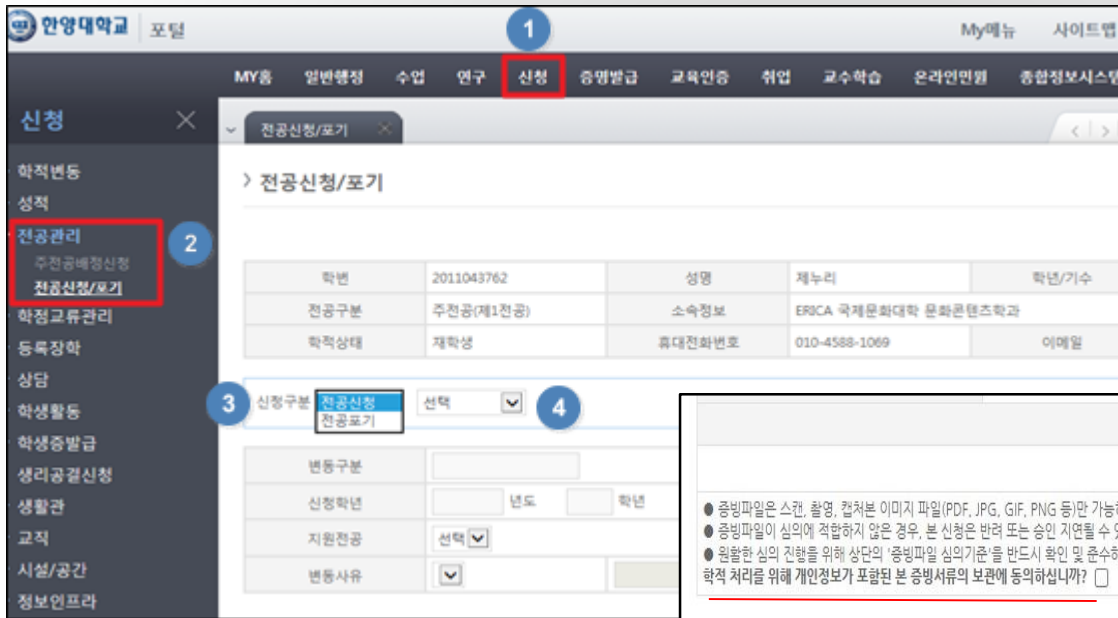 한양대학교 포털
1
My메뉴 사이트맵
MY홈 일반행정 수업 연구 신청 증명발급 교육인증 취업 교수학습 온라인민원 종합정보시스템
신청
전공신청/포기
학적변동
성적
전공관리
2
주전공배정신청
전공신청/포기
학점교류관리
등록장학
상담
학생활동
학생증발급
생리공결신청
생활관
교직
시설/공간
정보인프라
전공신청/포기
학번 2011043762 성명 제누리 학년/기수
전공구분 주전공(제1전공) 소속정보 ERICA 국제문화대학 문화콘텐츠학과
학적상태 재학생 휴대전화번호 010-4588-1069 이메일
3 신청구분 전공신청 선택 4
전공포기
변동구분
신청학년 년도 학년
지원전공 선택
변동사유
● 증빙파일은 스캔, 촬영, 캡처본 이미지 파일(PDF, JPG, GIF, PNG 등)만 가능
● 증빙파일이 심의에 적합하지 않은 경우, 본 신청은 반려 또는 승인 지연될 수
● 원활한 심의 진행을 위해 상단의 '증빙파일 심의기준'을 반드시 확인 및 준수
학적 처리를 위해 개인정보가 포함된 본 증빙서류의 보관에 동의하십니까?